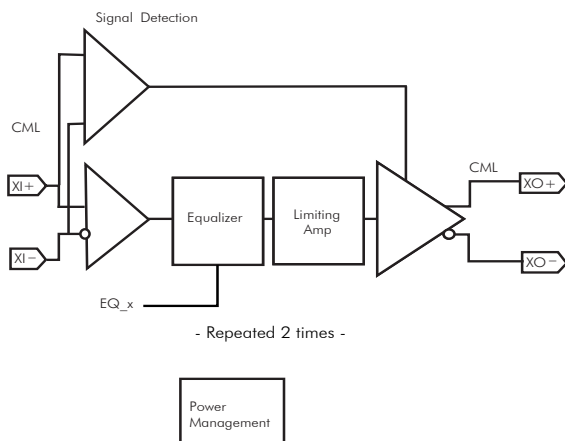 Signal Detection
CML
XI+
XI−
CML
XO+
XO−
Equalizer
Limiting
Amp
EQ_x
- Repeated 2 times -
Power
Management